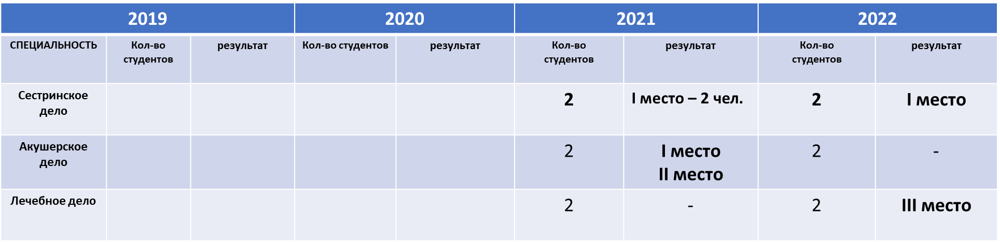 2019 2020 2021 2022
СПЕЦИАЛЬНОСТЬ Кол-во студентов результат Кол-во студентов результат Кол-во студентов результат Кол-во студентов результат
Сестринское дело 2 I место – 2 чел. 2 I место
Акушерское дело 2 I место II место 2 -
Лечебное дело 2 - 2 III место